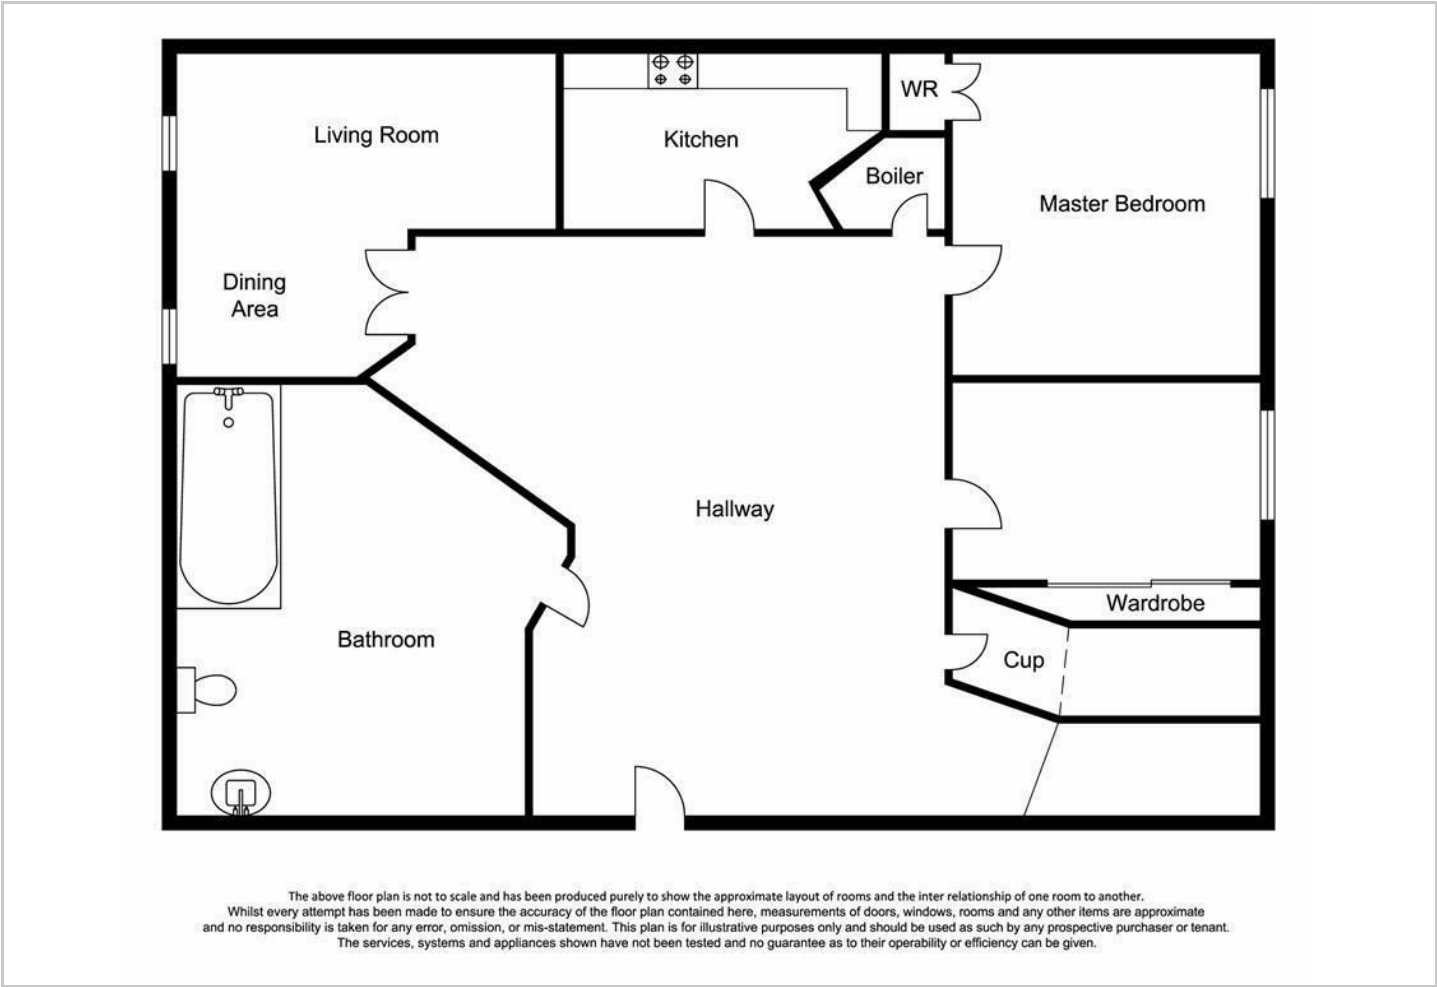 Living Room
Kitchen
WR
Boiler
Master Bedroom
Dining
Area
Hallway
Wardrobe
Bathroom
Cup
The above floor plan is not to scale and has been produced purely to show the approximate layout of rooms and the inter relationship of one room to another.
Whilst every attempt has been made to ensure the accuracy of the floor plan contained here, measurements of doors, windows, rooms and any other items are approximate
and no responsibility is taken for any error, omission, or mis-statement. This plan is for illustrative purposes only and should be used as such by any prospective purchaser or tenant.
The services, systems and appliances shown have not been tested and no guarantee as to their operability or efficiency can be given.